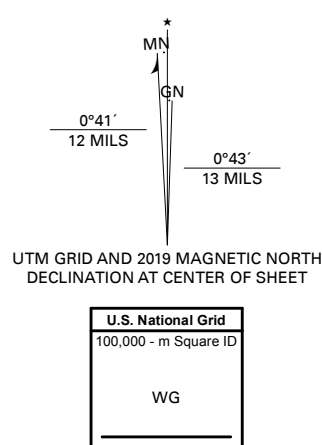 ★
MN
GN
0°41´
12 MILS
0°43´
13 MILS
UTM GRID AND 2019 MAGNETIC NORTH
DECLINATION AT CENTER OF SHEET
U.S. National Grid
100,000 - m Square ID
WG